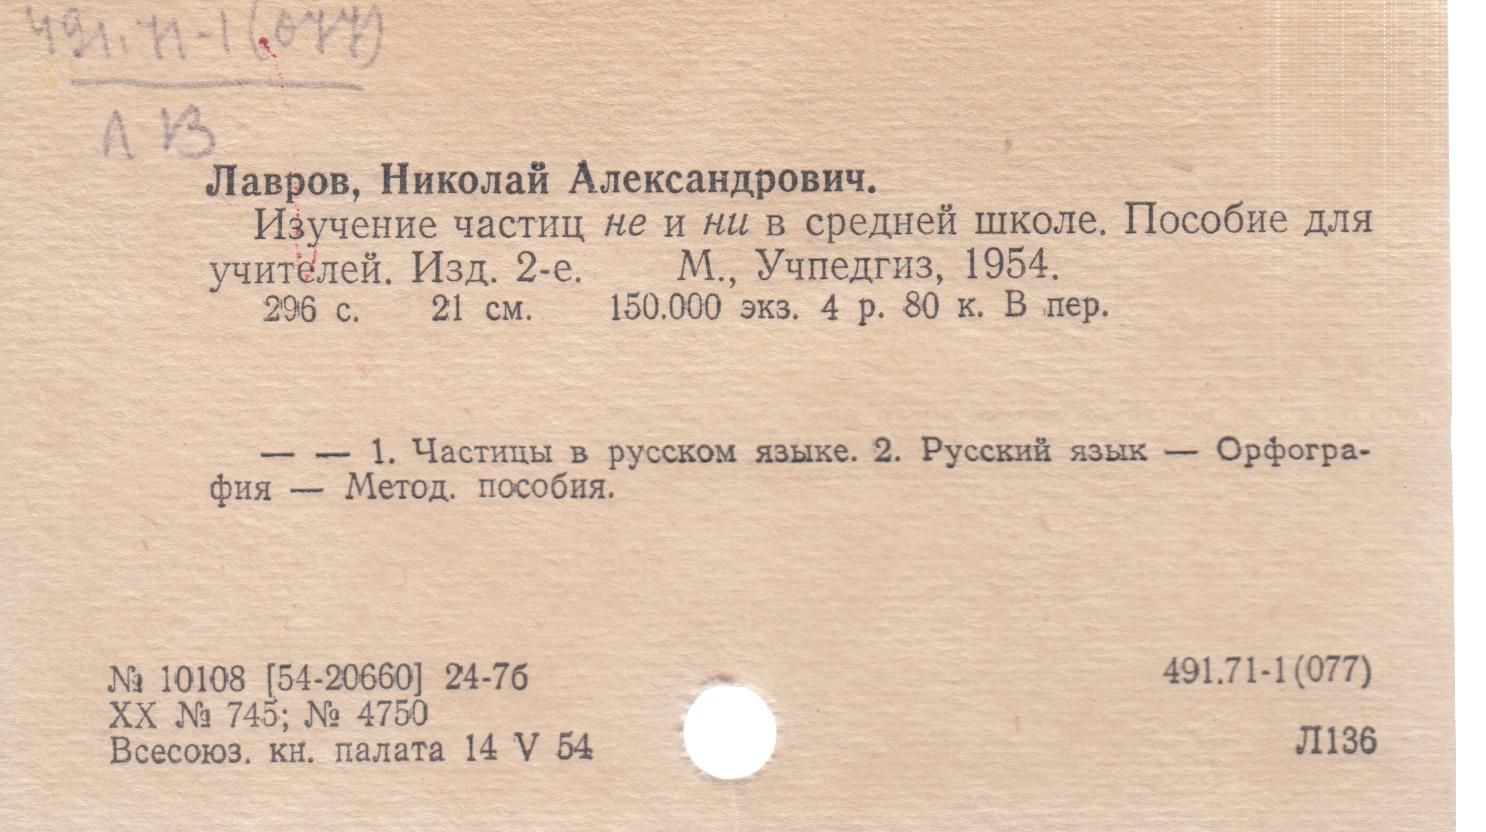 491.71-1(077)
Лавров, Николай Александрович.
Изучение частиц не и ни в средней школе. Пособие для
учителей. Изд. 2-е. М., Учпедгиз, 1954.
296 с. 21 см. 150.000 экз. 4 р. 80 к. В пер.
— — 1. Частицы в русском языке. 2. Русский язык — Орфогра-
фия — Метод. пособия.
№ 10108 [54-20660] 24-7б
XX № 745; № 4750
Всесоюз. кн. палата 14 V 54
491.71-1(077)
Л136